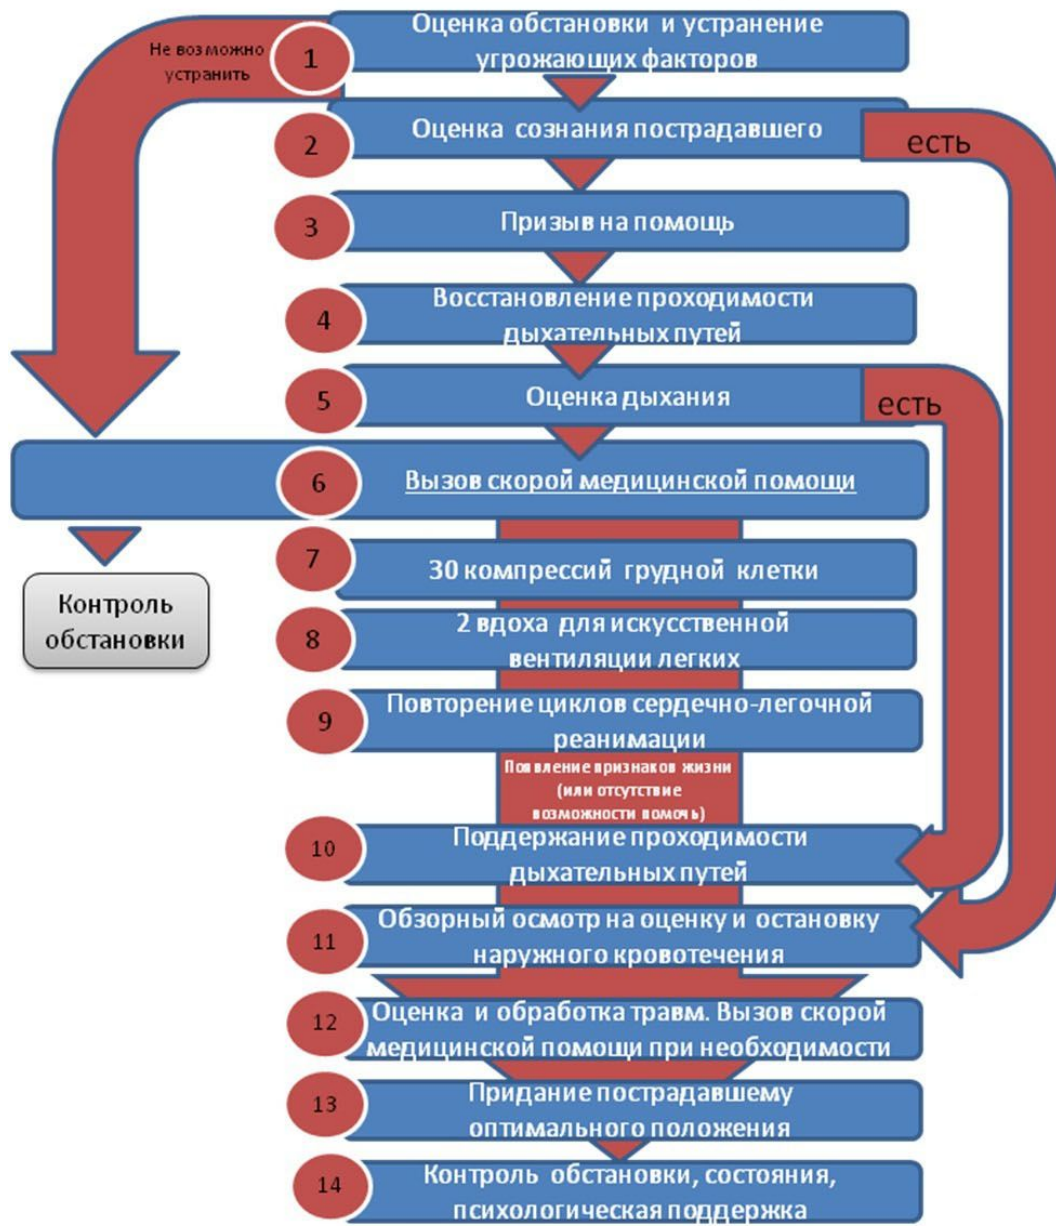 Оценка обстановки и устранение
угрожающих факторов
Не возможно
устранить
1
Оценка сознания пострадавшего
2
есть
Призыв на помощь
3
Восстановление проходимости
дыхательных путей
4
Оценка дыхания
5
есть
Вызов скорой медицинской помощи
6
30 компрессий грудной клетки
7
Контроль
обстановки
2 вдоха для искусственной
вентиляции легких
8
Повторение циклов сердечно-легочной
реанимации
9
Появление признаков жизни
(или отсутствие
возможности помочь)
Поддержание проходимости
дыхательных путей
10
Обзорный осмотр на оценку и остановку
наружного кровотечения
11
Оценка и обработка травм. Вызов скорой
медицинской помощи при необходимости
12
Придание пострадавшему
оптимального положения
13
Контроль обстановки, состояния,
психологическая поддержка
14